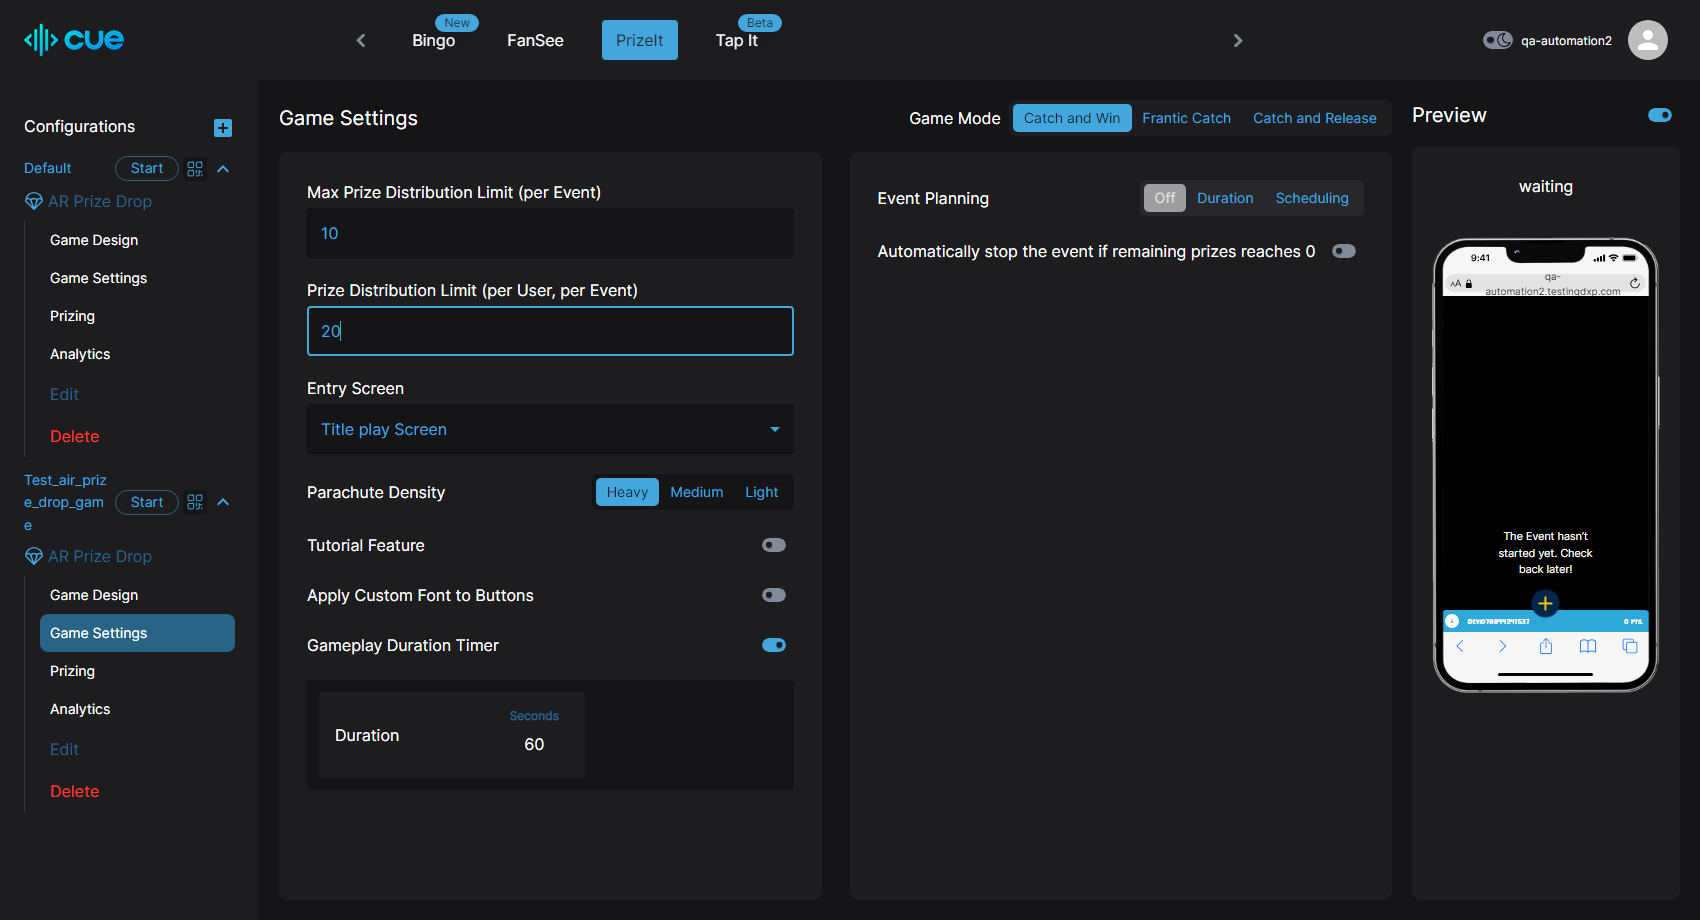 cue
New
Bingo
FanSee
PrizeIt
Beta
Tap It
qa-automation2
Configurations
Default
Start
AR Prize Drop
Game Design
Game Settings
Prizing
Analytics
Edit
Delete
Test_air_priz
e_drop_gam
e
Start
AR Prize Drop
Game Design
Game Settings
Prizing
Analytics
Edit
Delete
Game Settings
Game Mode
Catch and Win
Frantic Catch
Catch and Release
Max Prize Distribution Limit (per Event)
10
Prize Distribution Limit (per User, per Event)
20
Entry Screen
Title play Screen
Parachute Density
Heavy
Medium
Light
Tutorial Feature
Apply Custom Font to Buttons
Gameplay Duration Timer
Duration
Seconds
60
Event Planning
Off
Duration
Scheduling
Automatically stop the event if remaining prizes reaches 0
Preview
waiting
9:41
AA
qa-
automation2.testingdxp.com
The Event hasn't
started yet. Check
back later!
0 PTS.